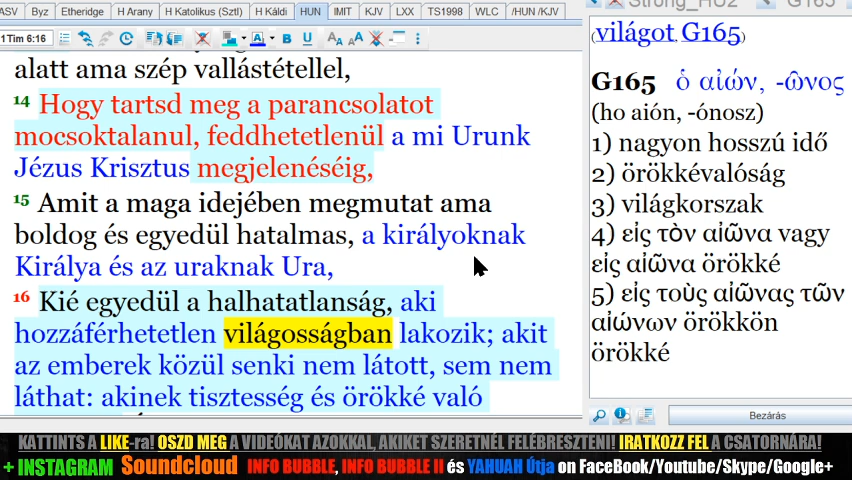 ASV
Byz
Etheridge
H Arany
H Katolikus (Sztl)
H Káldi
HUN
IMIT
KJV
LXX
TS1998
WLC
/HUN /KJV
Strong_HU2
G165
1Tim 6:16
B U
alatt ama szép vallástétellel,
14 Hogy tartsd meg a parancsolatot
mocsoktalanul, feddhetetlenül a mi Urunk
Jézus Krisztus megjelenéséig,
15 Amit a maga idejében megmutat ama
boldog és egyedül hatalmas, a királyoknak
Királya és az uraknak Ura,
16 Kié egyedül a halhatatlanság, aki
hozzáférhetetlen világosságban lakozik; akit
az emberek közül senki nem látott, sem nem
láthat: akinek tisztesség és örökké való
(világot, G165)
G165 ὁ αἰών, -ῶνος
(ho aión, -ónosz)
1) nagyon hosszú idő
2) örökkévalóság
3) világkorszak
4) εἰς τὸν αἰῶνα vagy
εἰς αἰῶνα örökké
5) εἰς τοὺς αἰῶνας τῶν
αἰώνων örökkön
örökké
Bezárás
KATTINTS A LIKE-ra! OSZD MEG A VIDEÓKAT AZOKKAL, AKIKET SZERETNÉL FELÉBRESZTENI! IRATKOZZ FEL A CSATORNÁRA!
+ INSTAGRAM Soundcloud INFO BUBBLE, INFO BUBBLE II és YAHUAH Útja on FaceBook/Youtube/Skype/Google+